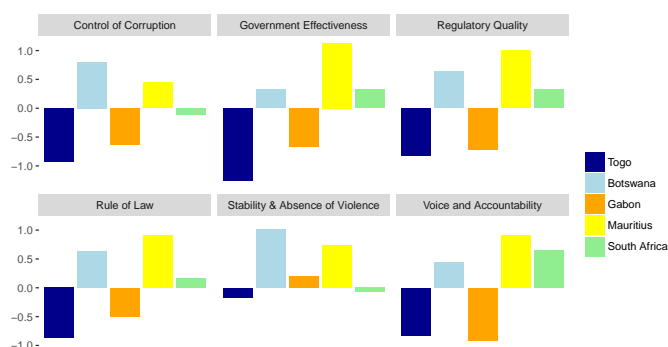 Control of Corruption
Government Effectiveness
Regulatory Quality
1.0
0.5
0.0
−0.5
−1.0
Togo
Botswana
Gabon
Mauritius
South Africa
Rule of Law
Stability & Absence of Violence
Voice and Accountability
1.0
0.5
0.0
−0.5
−1.0